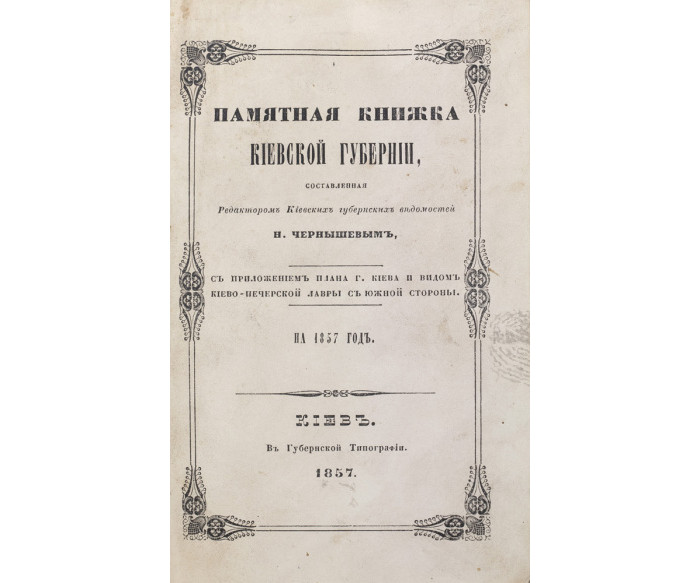 ПАМЯТНАЯ КНИЖКА
КІЕВСКОЙ ГУБЕРНІИ,
СОСТАВЛЕННАЯ
Редакторомъ Кіевскихъ губернскихъ вѣдомостей
Н. ЧЕРНЫШЕВЫМЪ,
СЪ ПРИЛОЖЕНІЕМЪ ПЛАНА Г. КІЕВА И ВИДОМЪ
КІЕВО-ПЕЧЕРСКОЙ ЛАВРЫ СЪ ЮЖНОЙ СТОРОНЫ.
НА 1857 ГОДЪ.
КІЕВЪ.
Въ Губернской Типографіи.
1857.